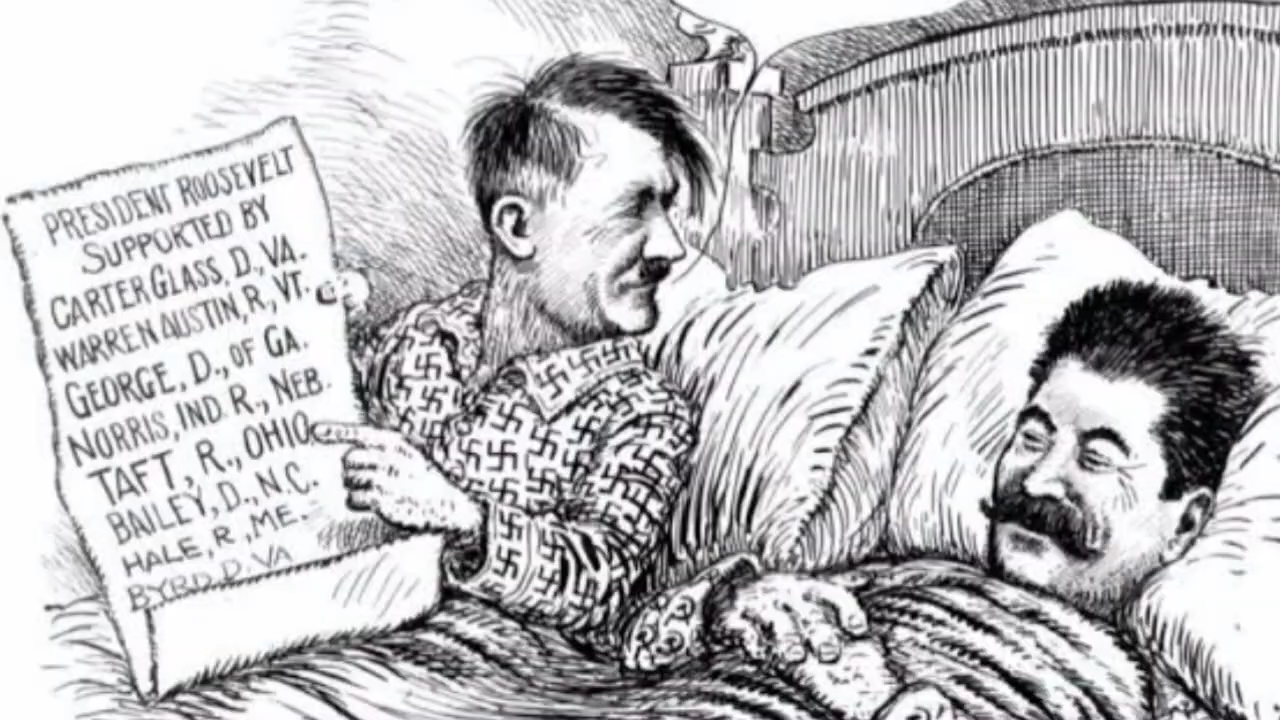 PRESIDENT ROOSEVELT
SUPPORTED BY
CARTER GLASS, D., VA.
WARREN AUSTIN, R., VT.
GEORGE, D., OF GA.
NORRIS, IND. R., NEB.
TAFT, R., OHIO
BAILEY, D., N.C.
HALE, R., ME.
BYRD, D. VA